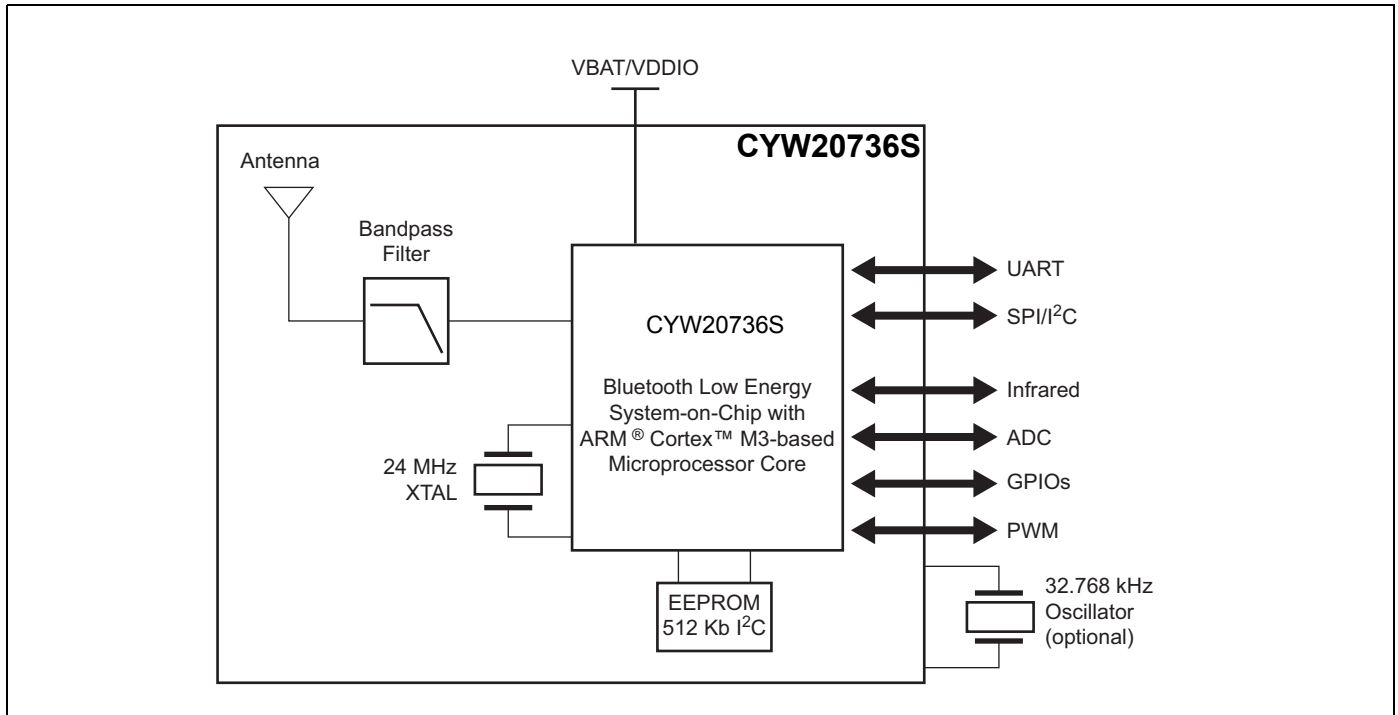 VBAT/VDDIO
CYW20736S
Antenna
Bandpass
Filter
CYW20736S
Bluetooth Low Energy
System-on-Chip with
ARM ® Cortex™ M3-based
Microprocessor Core
24 MHz
XTAL
EEPROM
512 Kb I²C
UART
SPI/I²C
Infrared
ADC
GPIOs
PWM
32.768 kHz
Oscillator
(optional)